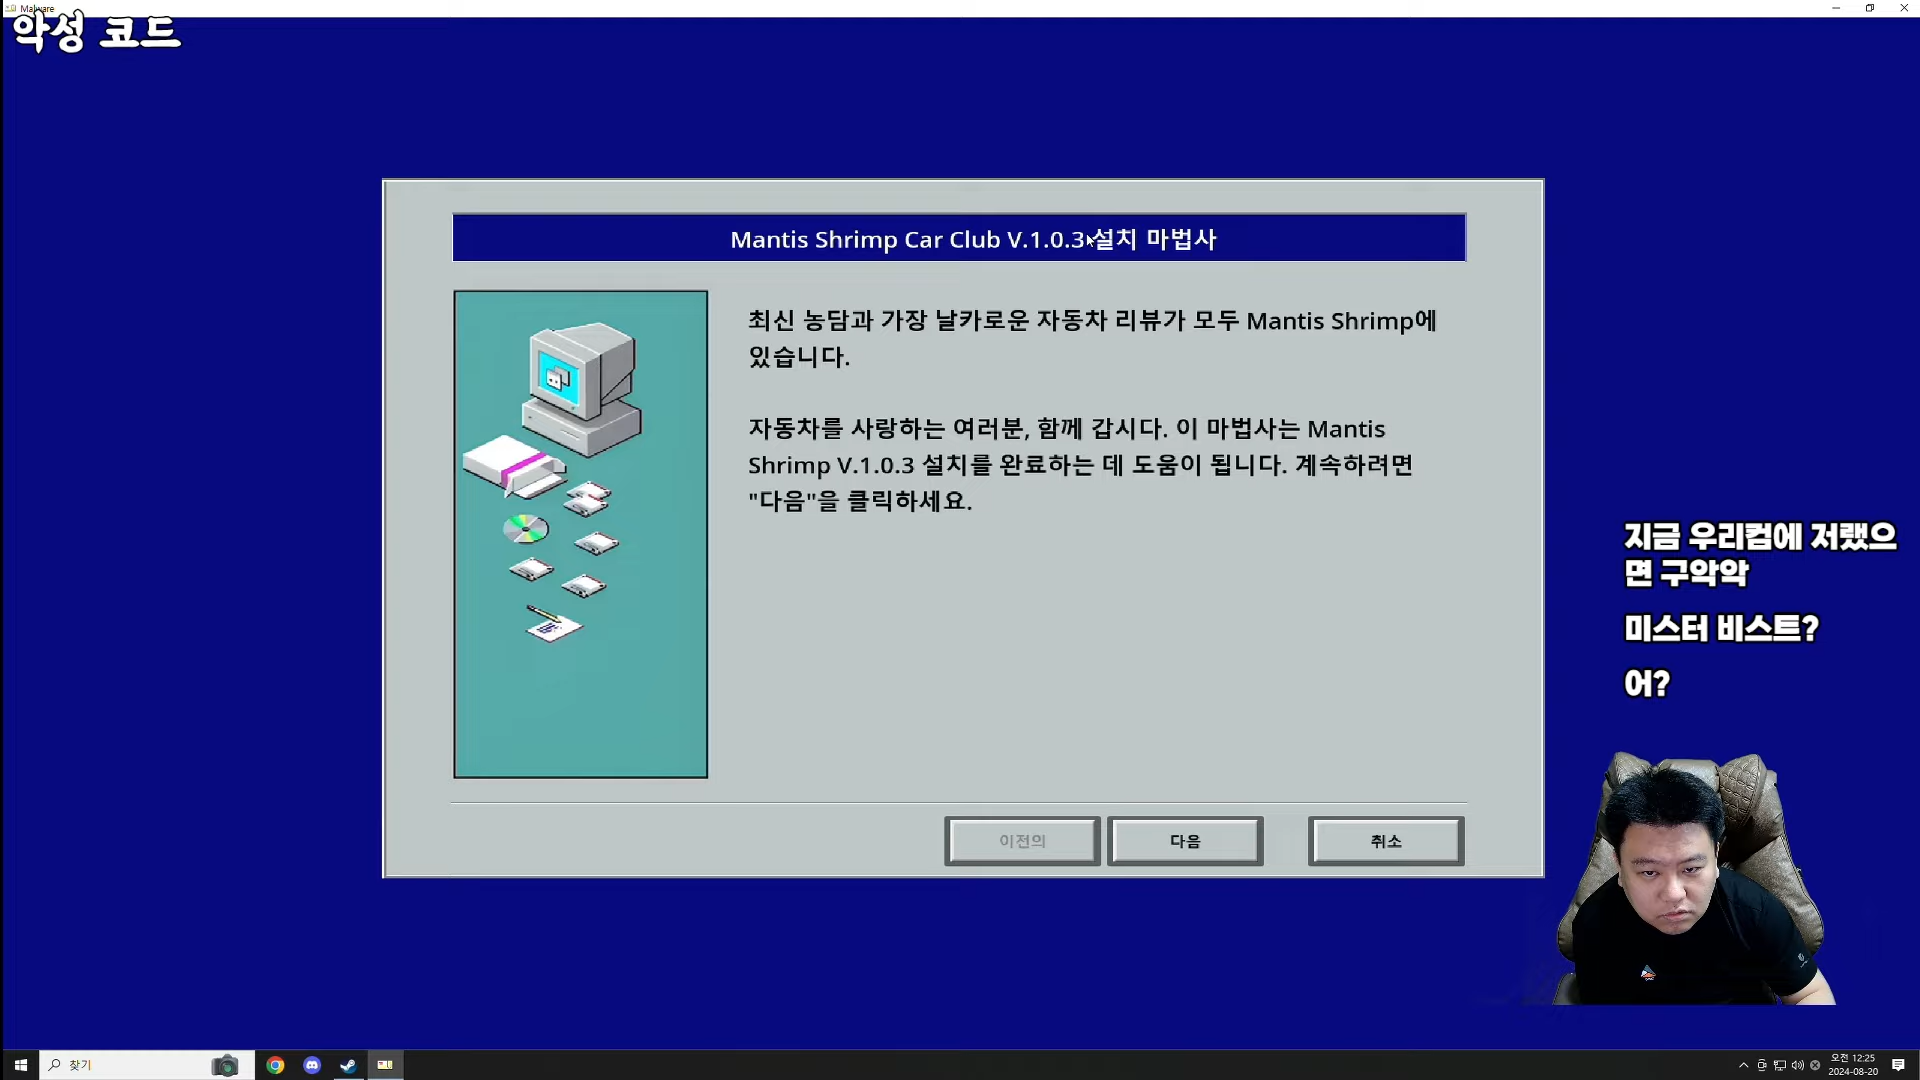 Malware
악성 코드
Mantis Shrimp Car Club V.1.0.3 설치 마법사
최신 농담과 가장 날카로운 자동차 리뷰가 모두 Mantis Shrimp에
있습니다.
자동차를 사랑하는 여러분, 함께 갑시다. 이 마법사는 Mantis
Shrimp V.1.0.3 설치를 완료하는 데 도움이 됩니다. 계속하려면
"다음"을 클릭하세요.
지금 우리컴에 저랬으
면 구악악
미스터 비스트?
어?
이전의
다음
취소
찾기
오전 12:25
2024-08-20